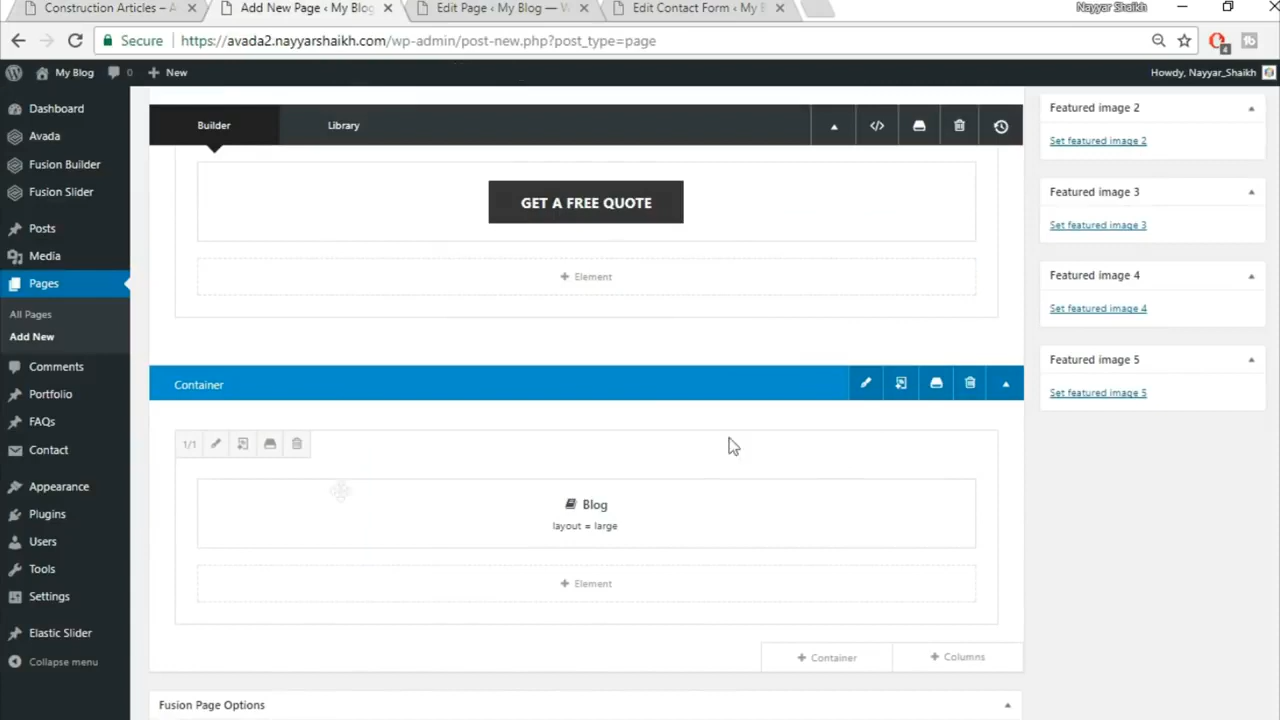 Construction Articles – A
Add New Page ‹ My Blog
Edit Page ‹ My Blog — W
Edit Contact Form ‹ My B
Nayyar Shaikh
Secure
https://avada2.nayyarshaikh.com/wp-admin/post-new.php?post_type=page
4
My Blog
0
New
Howdy, Nayyar_Shaikh
Dashboard
Avada
Fusion Builder
Fusion Slider
Posts
Media
Pages
All Pages
Add New
Comments
Portfolio
FAQs
Contact
Appearance
Plugins
Users
Tools
Settings
Elastic Slider
Collapse menu
Builder
Library
GET A FREE QUOTE
+ Element
Container
1/1
Blog
layout = large
+ Element
+ Container
+ Columns
Fusion Page Options
Featured image 2
Set featured image 2
Featured image 3
Set featured image 3
Featured image 4
Set featured image 4
Featured image 5
Set featured image 5